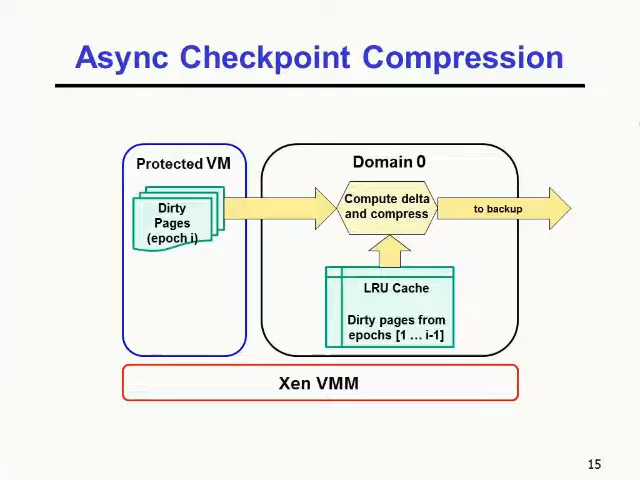 Async Checkpoint Compression
Protected VM
Domain 0
Dirty
Pages
(epoch i)
Compute delta
and compress
to backup
LRU Cache
Dirty pages from
epochs [1 ... i-1]
Xen VMM
15